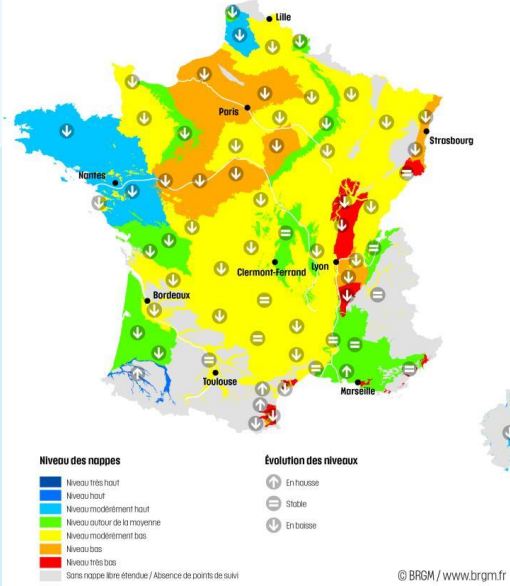 Lille
Paris
Strasbourg
Nantes
Clermont-Ferrand
Lyon
Bordeaux
Toulouse
Marseille
Niveau des nappes
Niveau très haut
Niveau haut
Niveau modérément haut
Niveau autour de la moyenne
Niveau modérément bas
Niveau bas
Niveau très bas
Sans nappe libre étendue / Absence de points de suivi
Évolution des niveaux
En hausse
Stable
En baisse
© BRGM / www.brgm.fr